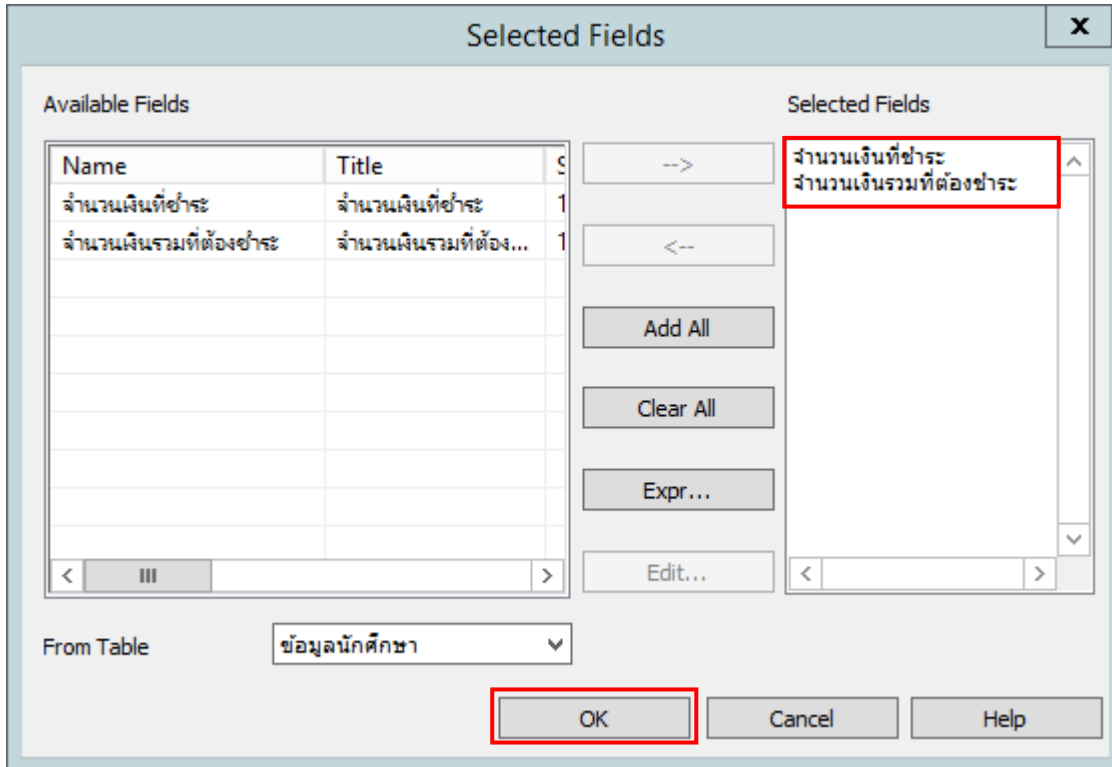 Selected Fields
x
Available Fields
Selected Fields
Name Title S
จำนวนเงินที่ชำระ จำนวนเงินที่ชำระ 1
จำนวนเงินรวมที่ต้องชำระ จำนวนเงินรวมที่ต้อง... 1
-->
<--
Add All
Clear All
Expr...
Edit...
จำนวนเงินที่ชำระ
จำนวนเงินรวมที่ต้องชำระ
From Table ข้อมูลนักศึกษา
OK Cancel Help